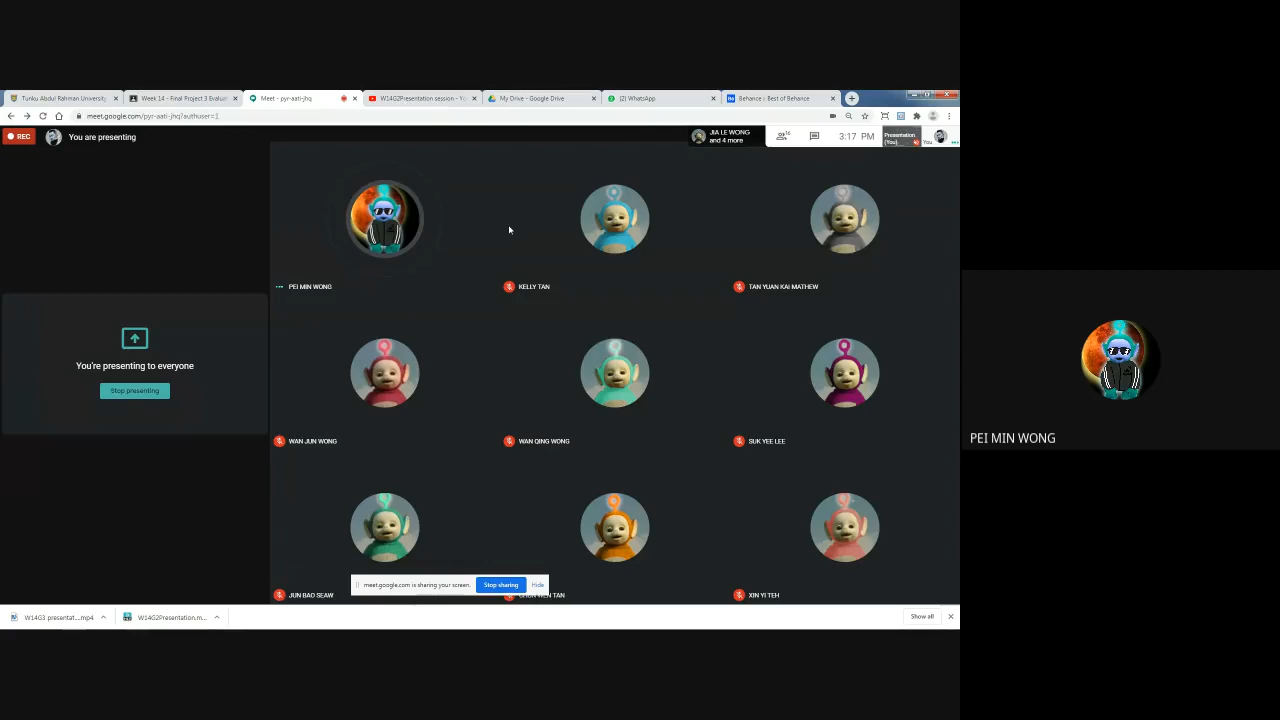 Tunku Abdul Rahman University
Week 14 - Final Project 3 Evalua
Meet - pyr-aati-jhq
W14G2Presentation session - Yo
My Drive - Google Drive
(2) WhatsApp
Behance :: Best of Behance
meet.google.com/pyr-aati-jhq?authuser=1
REC
You are presenting
JIA LE WONG
and 4 more
16
3:17 PM
Presentation
(You)
You
PEI MIN WONG
KELLY TAN
TAN YUAN KAI MATHEW
You're presenting to everyone
Stop presenting
WAN JUN WONG
WAN QING WONG
SUK YEE LEE
PEI MIN WONG
meet.google.com is sharing your screen.
Stop sharing
Hide
JUN BAO SEAW
TAN
XIN YI TEH
W14G3 presentat....mp4
W14G2Presentation.m...
Show all